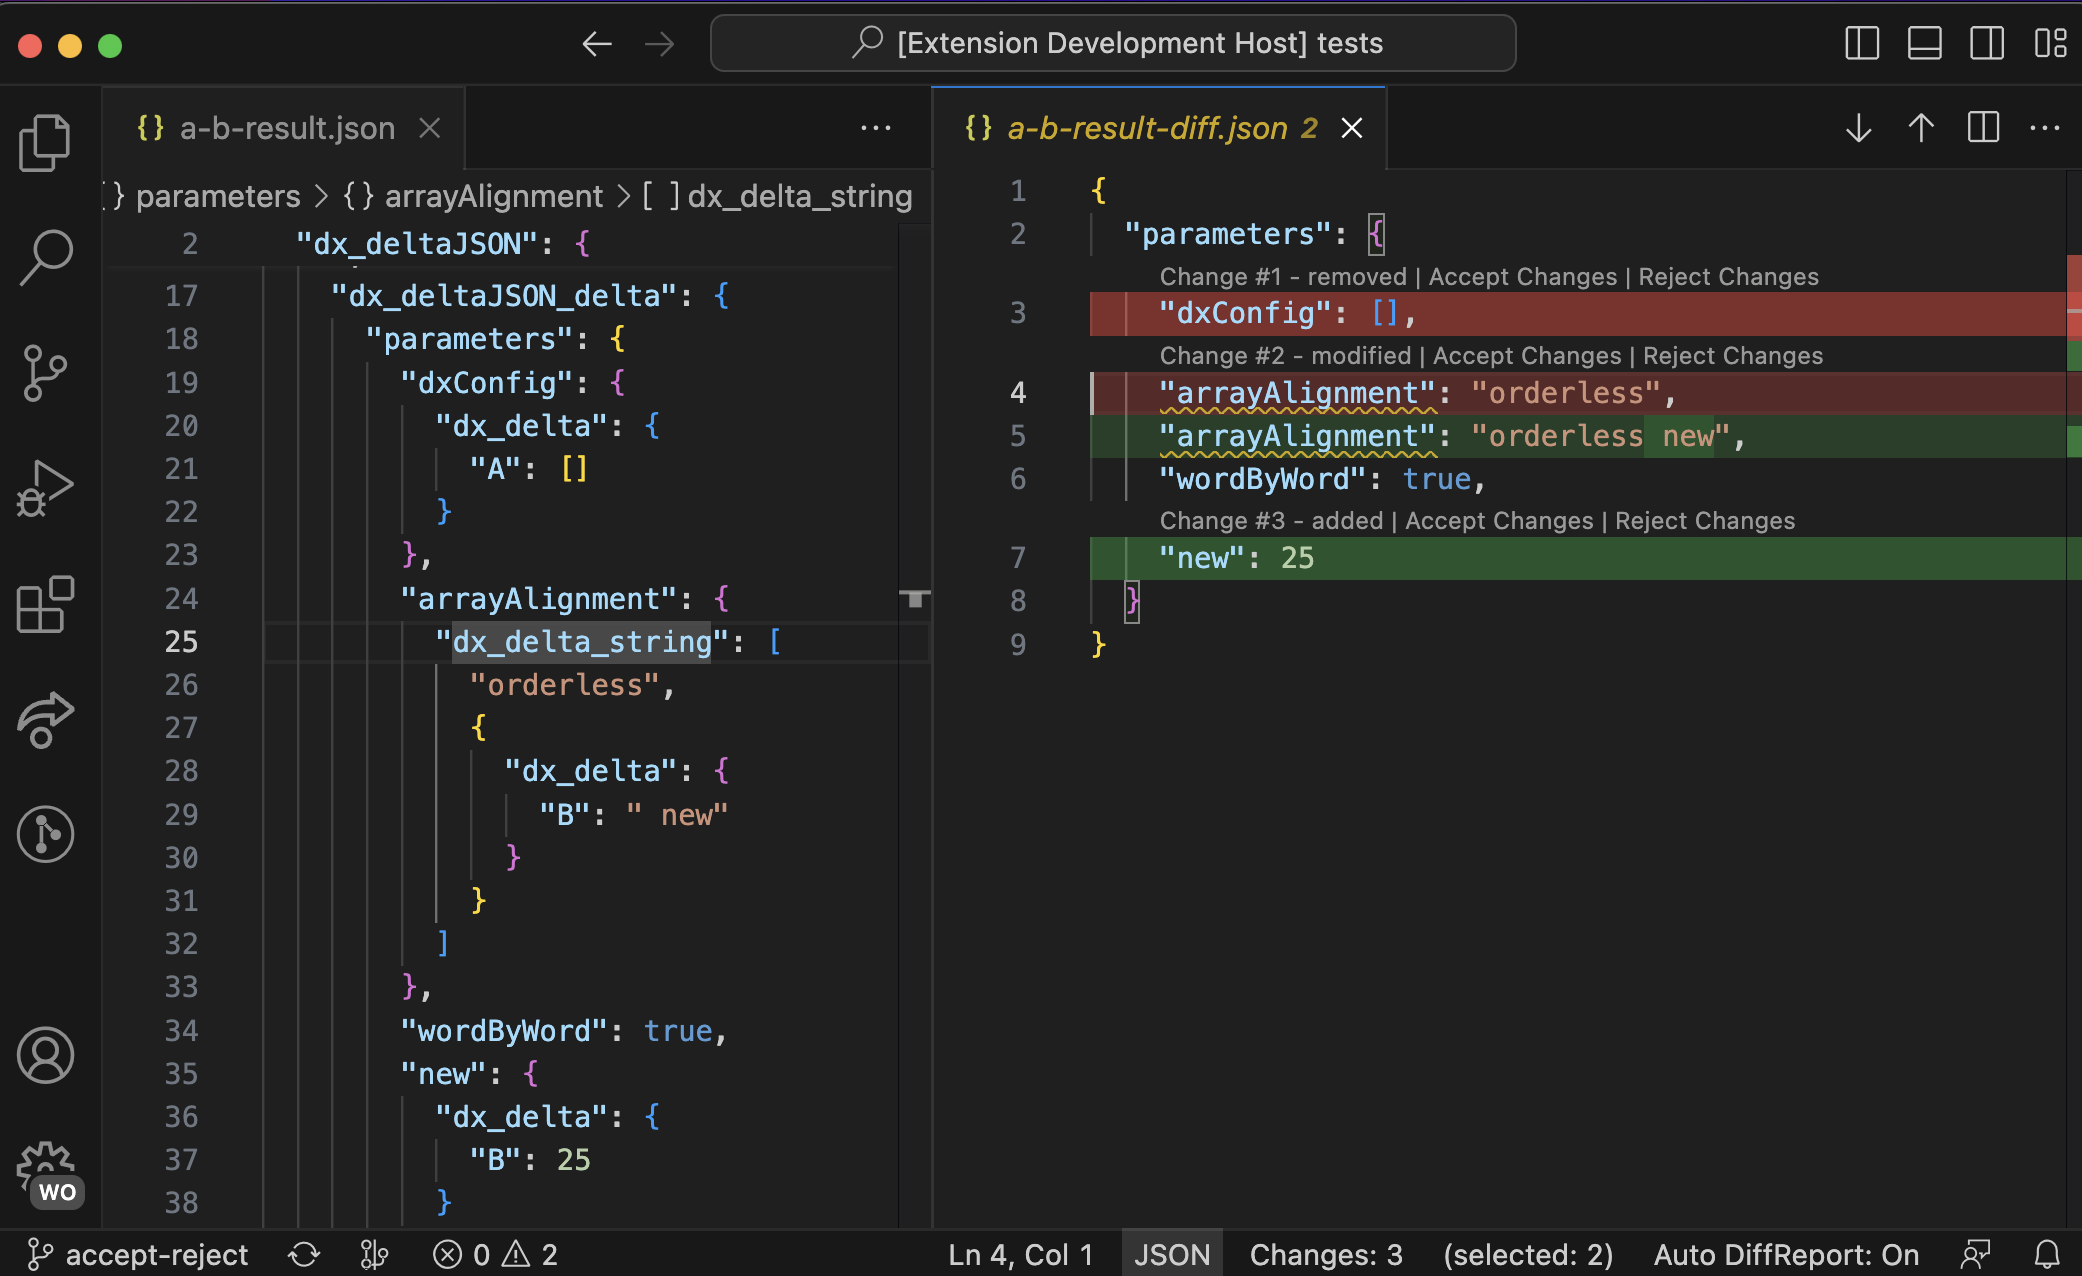 [Extension Development Host] tests
{} a-b-result.json
{} parameters > {} arrayAlignment > [ ] dx_delta_string
2 "dx_deltaJSON": {
17 "dx_deltaJSON_delta": {
18 "parameters": {
19 "dxConfig": {
20 "dx_delta": {
21 "A": []
22 }
23 },
24 "arrayAlignment": {
25 "dx_delta_string": [
26 "orderless",
27 {
28 "dx_delta": {
29 "B": " new"
30 }
31 }
32 ]
33 },
34 "wordByWord": true,
35 "new": {
36 "dx_delta": {
37 "B": 25
38 }
{} a-b-result-diff.json 2
1 {
2 "parameters": {
Change #1 - removed | Accept Changes | Reject Changes
3 "dxConfig": [],
Change #2 - modified | Accept Changes | Reject Changes
4 "arrayAlignment": "orderless",
5 "arrayAlignment": "orderless new",
6 "wordByWord": true,
Change #3 - added | Accept Changes | Reject Changes
7 "new": 25
8 }
9 }
WO
accept-reject 0 2 Ln 4, Col 1 JSON Changes: 3 (selected: 2) Auto DiffReport: On